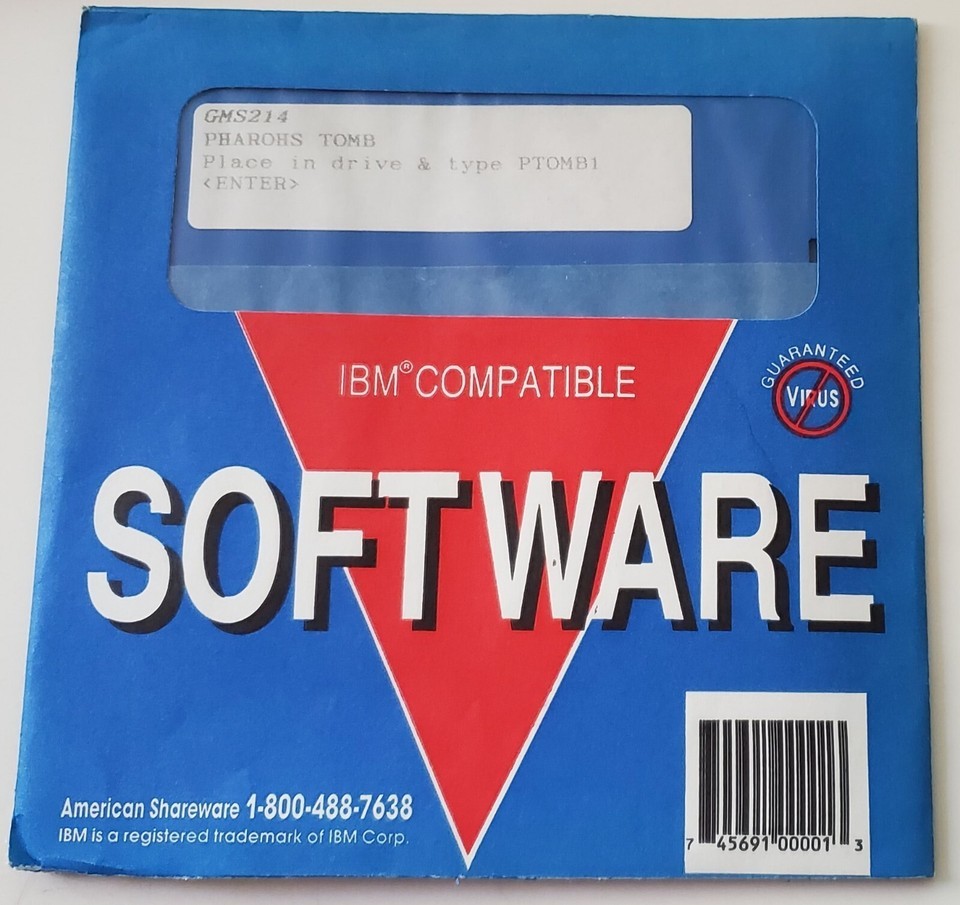 GMS214
PHAROHS TOMB
Place in drive & type PTOMB1
<ENTER>
IBM® COMPATIBLE
GUARANTEED
VIRUS
SOFTWARE
American Shareware 1-800-488-7638
IBM is a registered trademark of IBM Corp.
7 45691 00001 3